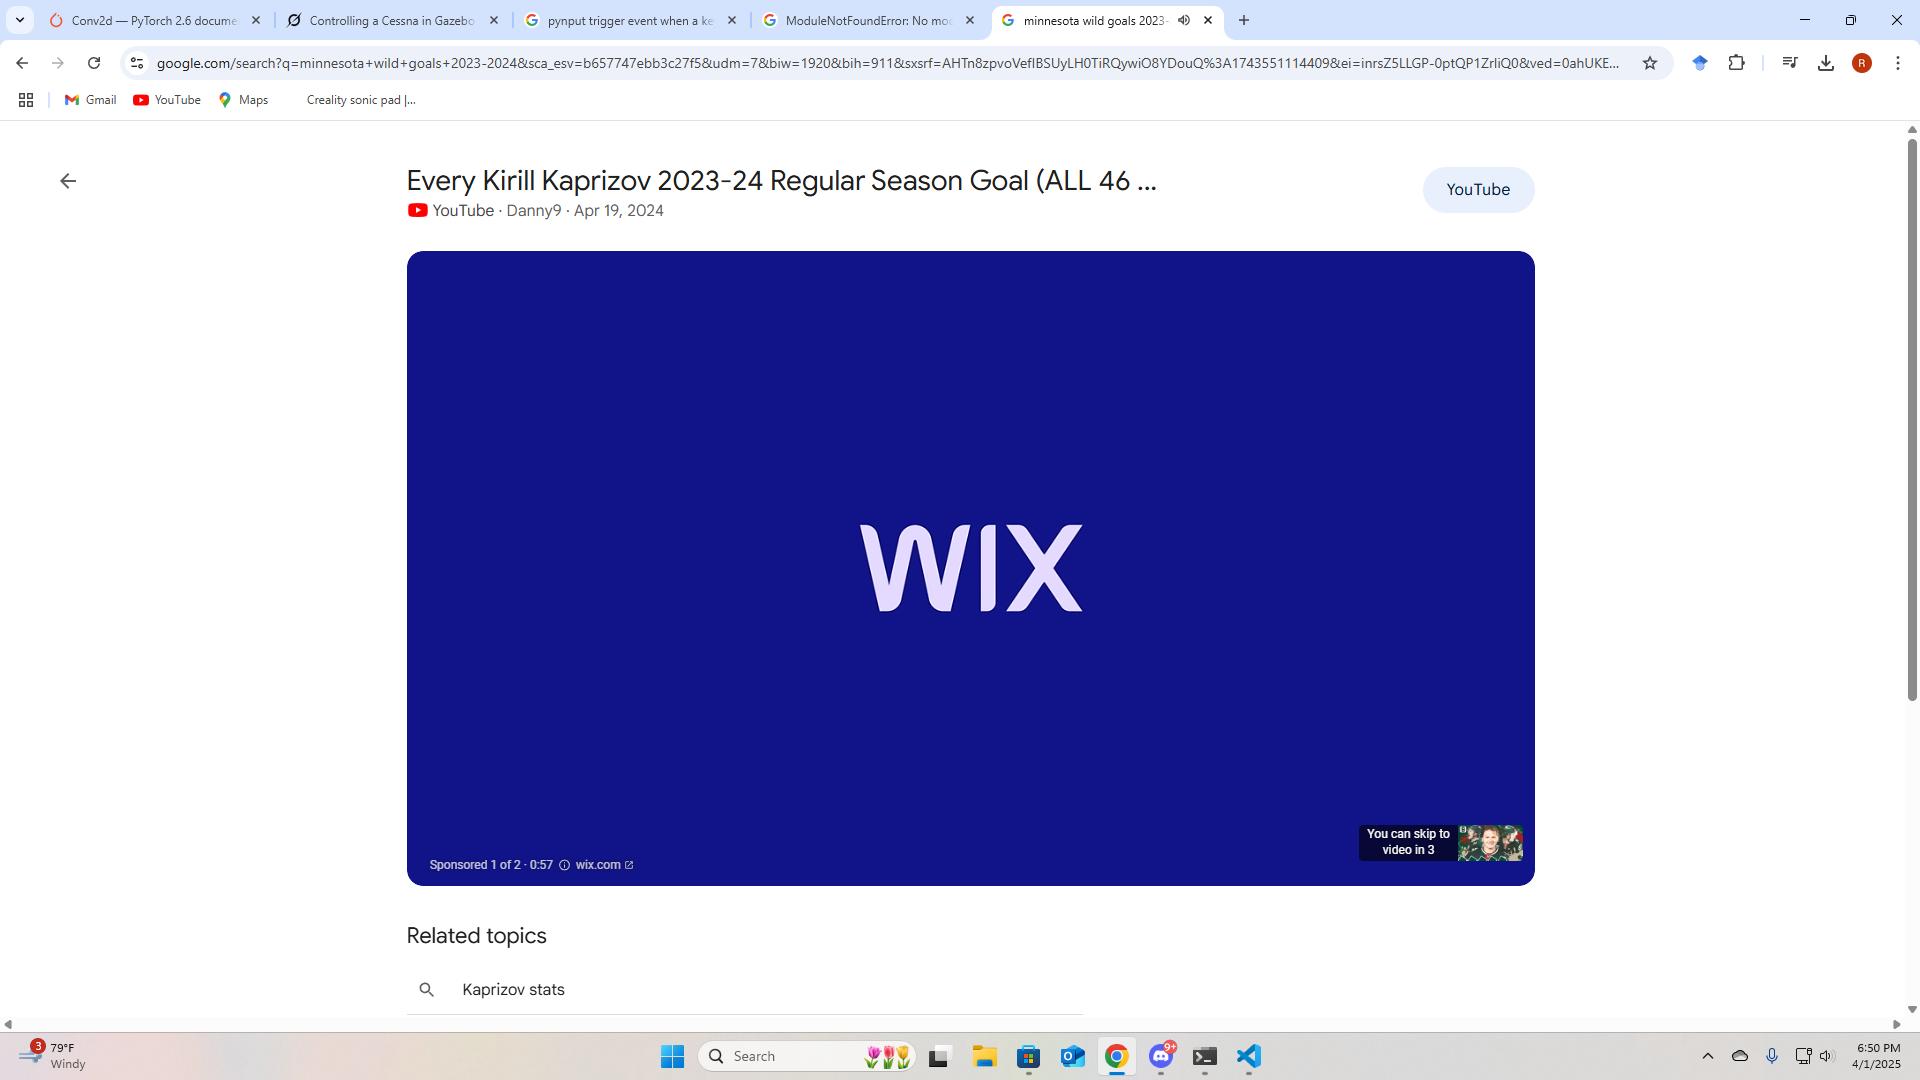 Conv2d — PyTorch 2.6 docume
Controlling a Cessna in Gazebo
pynput trigger event when a ke
ModuleNotFoundError: No moc
minnesota wild goals 2023-
google.com/search?q=minnesota+wild+goals+2023-2024&sca_esv=b657747ebb3c27f5&udm=7&biw=1920&bih=911&sxsrf=AHTn8zpvoVeflBSUyLH0TiRQywiO8YDouQ%3A1743551114409&ei=inrsZ5LLGP-0ptQP1ZrliQ0&ved=0ahUKE...
R
Gmail
YouTube
Maps
Creality sonic pad |...
Every Kirill Kaprizov 2023-24 Regular Season Goal (ALL 46 ...
YouTube
YouTube · Danny9 · Apr 19, 2024
WIX
You can skip to
video in 3
Sponsored 1 of 2 · 0:57 wix.com
Related topics
Kaprizov stats
3
79°F
Windy
Search
9+
6:50 PM
4/1/2025